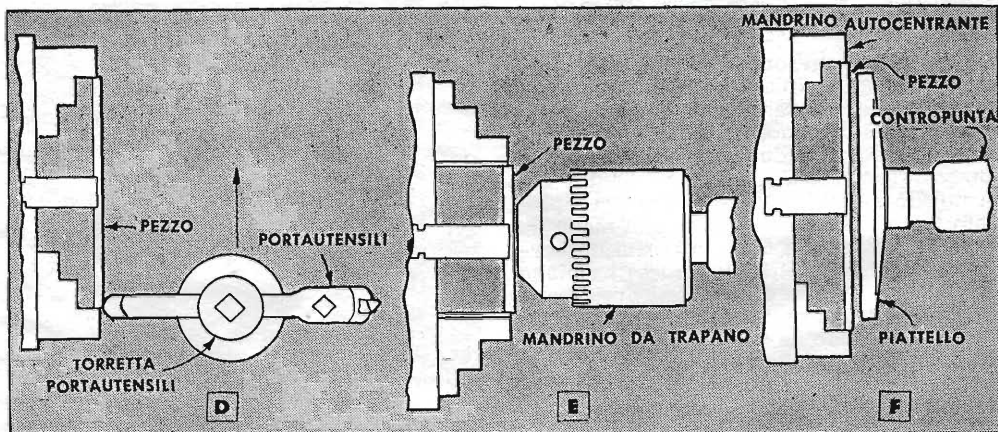 PEZZO
PORTAUTENSILI
TORRETTA
PORTAUTENSILI
D
PEZZO
MANDRINO DA TRAPANO
E
MANDRINO AUTOCENTRANTE
PEZZO
CONTROPUNTA
PIATTELLO
F